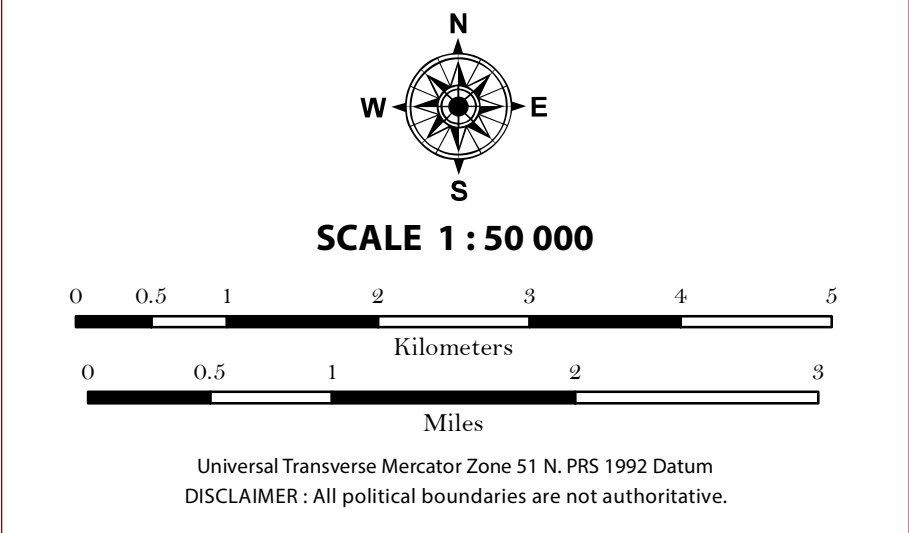 N
W E
S
SCALE 1 : 50 000
0 0.5 1 2 3 4 5
Kilometers
0 0.5 1 2 3
Miles
Universal Transverse Mercator Zone 51 N. PRS 1992 Datum
DISCLAIMER : All political boundaries are not authoritative.